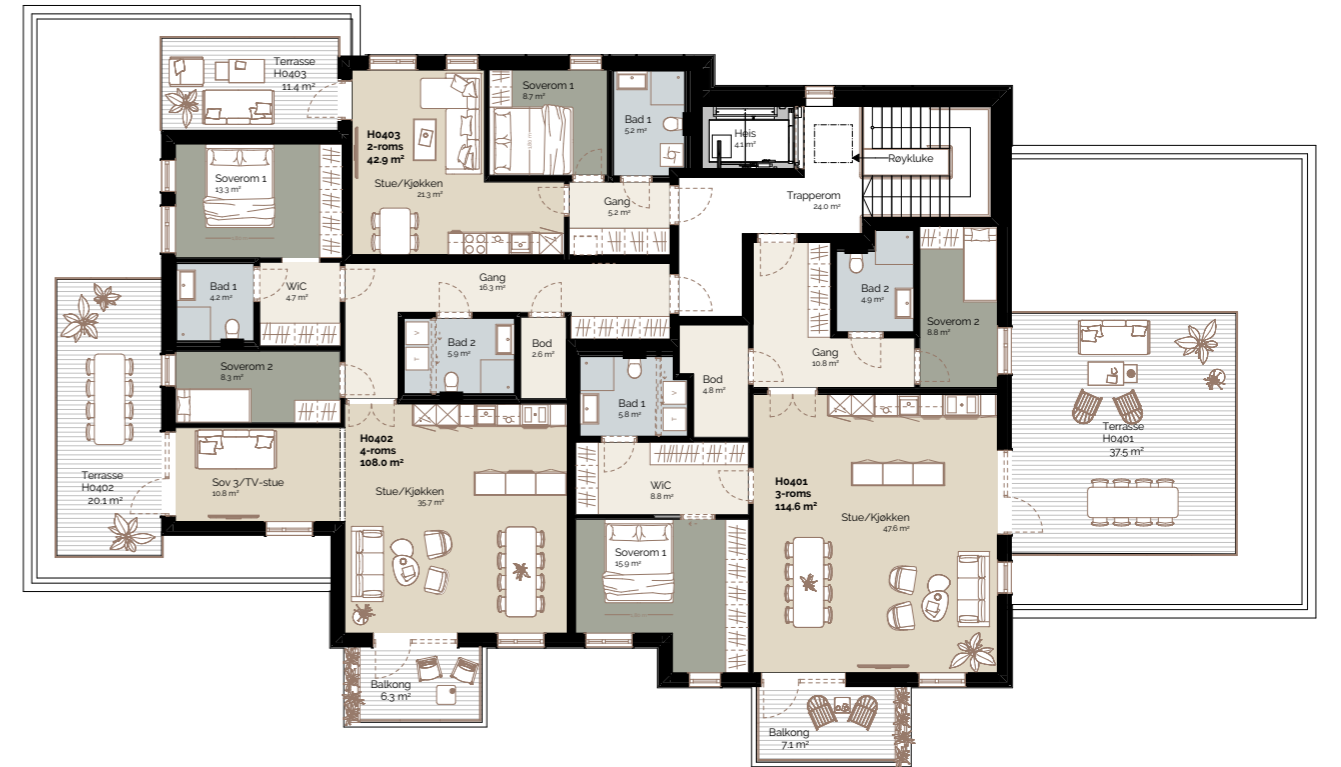 Terrasse
H0403
11.4 m²
H0403
2-roms
42.9 m²
Stue/Kjøkken
21.3 m²
Soverom 1
8.7 m²
Bad 1
5.2 m²
Heis
4.1 m²
Røykluke
Trapperom
24.0 m²
Gang
5.2 m²
Soverom 1
13.3 m²
Bad 1
4.2 m²
WiC
4.7 m²
Gang
16.3 m²
Bad 2
4.9 m²
Soverom 2
8.8 m²
Bad 2
5.9 m²
V
T
Bod
2.6 m²
Gang
10.8 m²
Soverom 2
8.3 m²
Bod
4.8 m²
Bad 1
5.8 m²
V
T
H0402
4-roms
108.0 m²
Stue/Kjøkken
35.7 m²
Sov 3/TV-stue
10.8 m²
Terrasse
H0402
20.1 m²
WiC
8.8 m²
H0401
3-roms
114.6 m²
Stue/Kjøkken
47.6 m²
Terrasse
H0401
37.5 m²
Soverom 1
15.9 m²
Balkong
6.3 m²
Balkong
7.1 m²